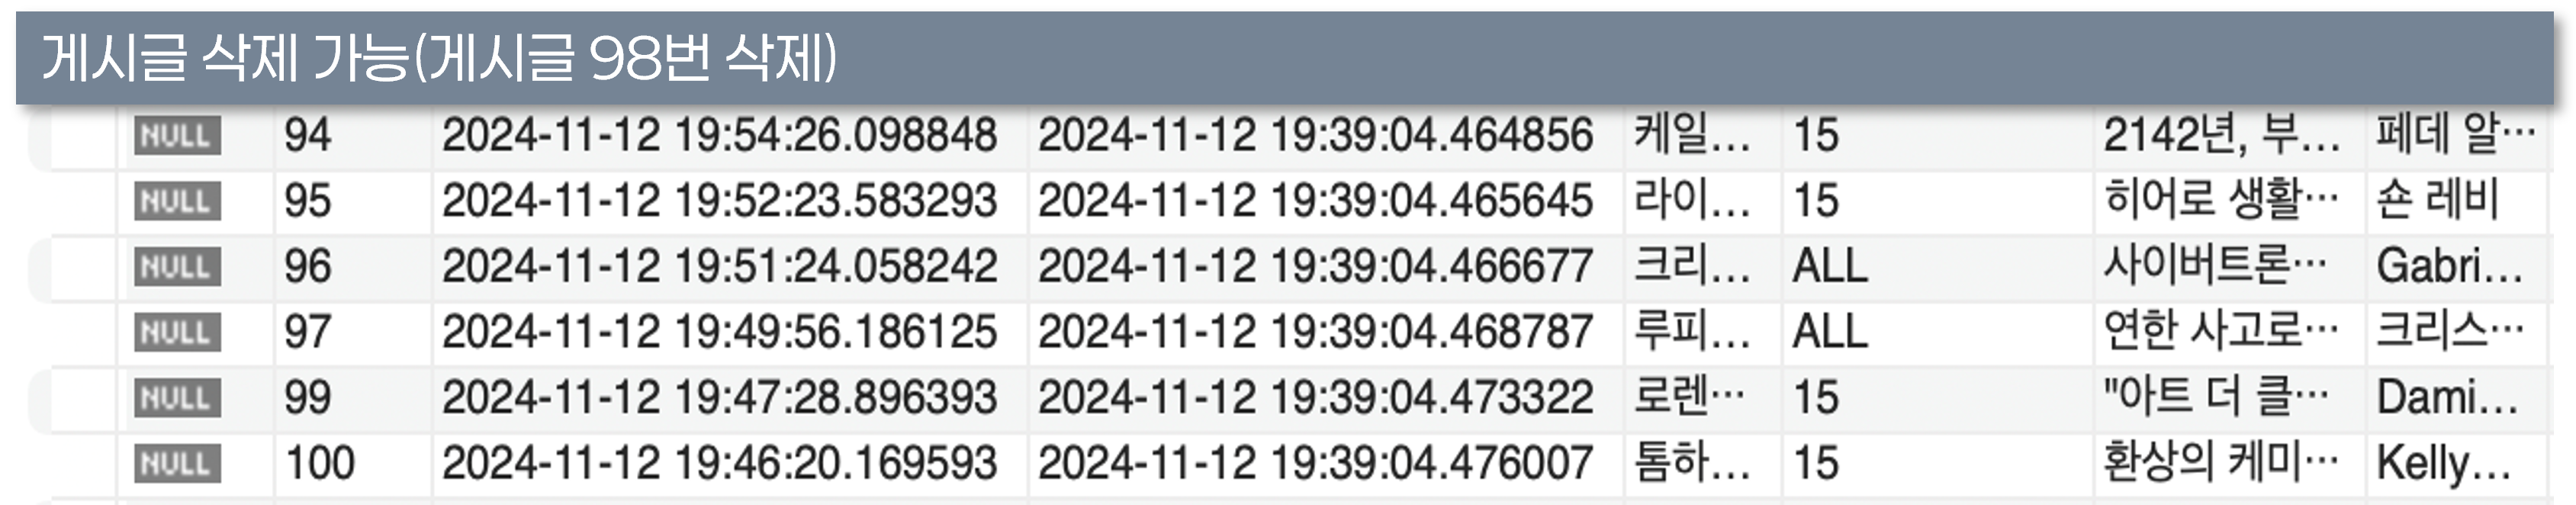 게시글 삭제 가능(게시글 98번 삭제)
NULL 94 2024-11-12 19:54:26.098848 2024-11-12 19:39:04.464856 케일... 15 2142년, 부... 페데 알...
NULL 95 2024-11-12 19:52:23.583293 2024-11-12 19:39:04.465645 라이... 15 히어로 생활... 숀 레비
NULL 96 2024-11-12 19:51:24.058242 2024-11-12 19:39:04.466677 크리... ALL 사이버트론... Gabri...
NULL 97 2024-11-12 19:49:56.186125 2024-11-12 19:39:04.468787 루피... ALL 연한 사고로... 크리스...
NULL 99 2024-11-12 19:47:28.896393 2024-11-12 19:39:04.473322 로렌... 15 "아트 더 클... Dami...
NULL 100 2024-11-12 19:46:20.169593 2024-11-12 19:39:04.476007 톰하... 15 환상의 케미... Kelly...